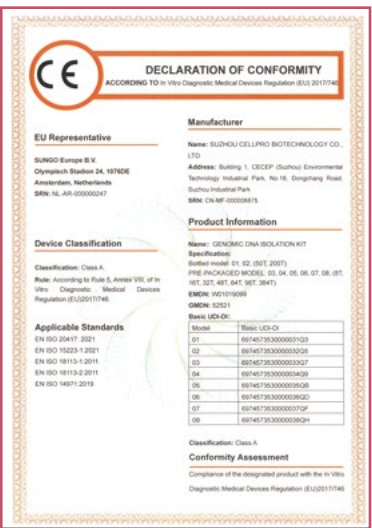 CE
DECLARATION OF CONFORMITY
ACCORDING TO In Vitro Diagnostic Medical Devices Regulation (EU) 2017/746
EU Representative
SUNGO Europe B.V.
Olympisch Stadion 24, 1076DE
Amsterdam, Netherlands
SRN: NL-AR-000000247
Device Classification
Classification: Class A.
Rule: According to Rule 5, Annex VIII, of In
Vitro Diagnostic Medical Devices
Regulation (EU)2017/746
Applicable Standards
EN ISO 20417: 2021
EN ISO 15223-1:2021
EN ISO 18113-1:2011
EN ISO 18113-2:2011
EN ISO 14971:2019
Manufacturer
Name: SUZHOU CELLPRO BIOTECHNOLOGY CO.,
LTD
Address: Building 1, CECEP (Suzhou) Environmental
Technology Industrial Park, No.16, Dongchang Road,
Suzhou Industrial Park
SRN: CN-MF-000006875
Product Information
Name: GENOMIC DNA ISOLATION KIT
Specification:
Bottled model: 01, 02, (50T, 200T)
PRE-PACKAGED MODEL: 03, 04, 05, 06, 07, 08, (8T,
16T, 32T, 48T, 64T, 96T, 384T)
EMDN: W01019099
GMDN: 52521
Basic UDI-DI:
Model Basic UDI-DI
01 6974573530000031Q3
02 6974573530000032Q5
03 6974573530000033Q7
04 6974573530000034Q9
05 6974573530000035QB
06 6974573530000036QD
07 6974573530000037QF
08 6974573530000038QH
Classification: Class A
Conformity Assessment
Compliance of the designated product with the In Vitro
Diagnostic Medical Devices Regulation (EU)2017/746